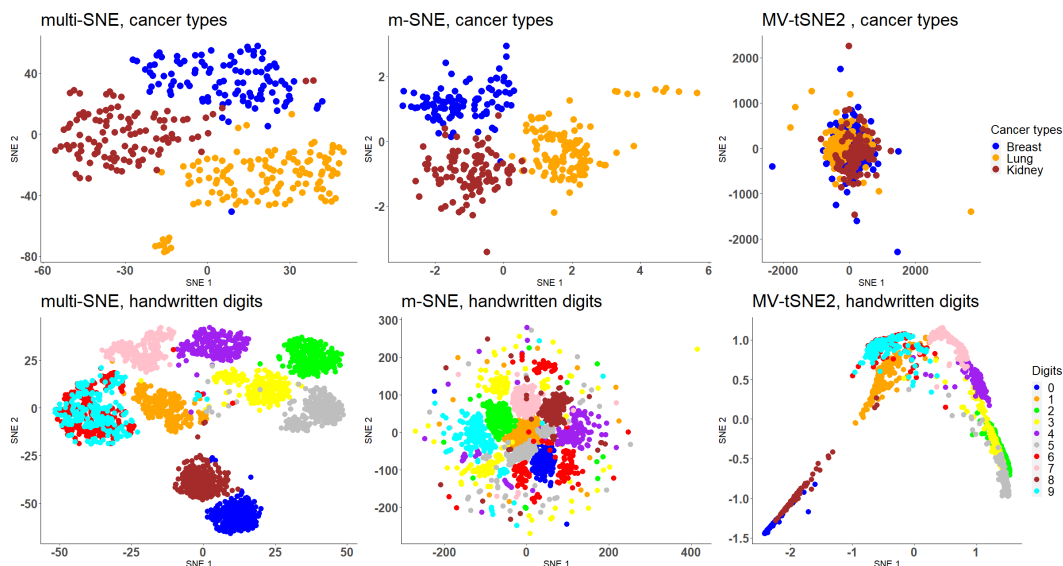 multi-SNE, cancer types
40
0
-40
-80
SNE 2
-60
-30
0
30
SNE 1
m-SNE, cancer types
2
0
-2
SNE 2
-2
0
2
4
6
SNE 1
MV-tSNE2 , cancer types
2000
1000
0
-1000
-2000
SNE 2
-2000
0
2000
SNE 1
Cancer types
Breast
Lung
Kidney
multi-SNE, handwritten digits
25
0
-25
-50
SNE 2
-50
-25
0
25
50
SNE 1
m-SNE, handwritten digits
300
200
100
0
-100
-200
SNE 2
-200
0
200
400
SNE 1
MV-tSNE2, handwritten digits
1.0
0.5
0.0
-0.5
-1.0
-1.5
SNE 2
-2
-1
0
1
SNE 1
Digits
0
1
2
3
4
5
6
7
8
9